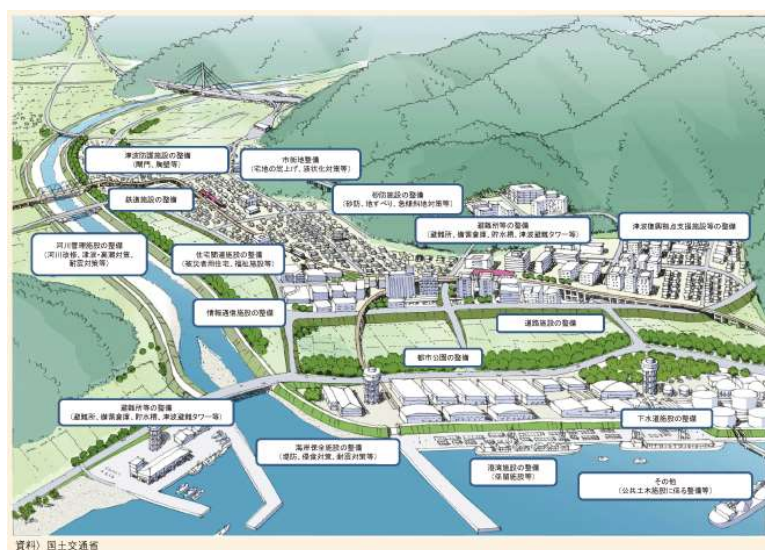 津波防護施設の整備
(閘門、胸壁等)
市街地整備
(宅地の嵩上げ、液状化対策等)
砂防施設の整備
(砂防、地すべり、急傾斜地対策等)
鉄道施設の整備
避難所等の整備
(避難所、備蓄倉庫、貯水槽、津波避難タワー等)
津波復興拠点支援施設等の整備
河川管理施設の整備
(河川改修、津波・高潮対策、
耐震対策等)
住宅関連施設の整備
(被災者用住宅、福祉施設等)
情報通信施設の整備
道路施設の整備
都市公園の整備
避難所等の整備
(避難所、備蓄倉庫、貯水槽、津波避難タワー等)
下水道施設の整備
海岸保全施設の整備
(堤防、侵食対策、耐震対策等)
港湾施設の整備
(係留施設等)
その他
(公共土木施設に係る整備等)
資料）国土交通省